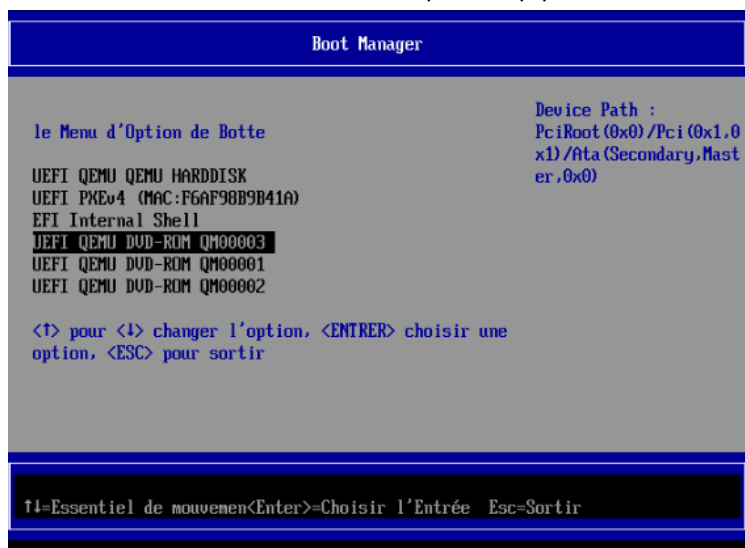 Boot Manager
le Menu d'Option de Botte
UEFI QEMU QEMU HARDDISK
UEFI PXEv4 (MAC:F6AF98B9B41A)
EFI Internal Shell
UEFI QEMU DVD-ROM QM00003
UEFI QEMU DVD-ROM QM00001
UEFI QEMU DVD-ROM QM00002
<↑> pour <↓> changer l'option, <ENTRER> choisir une
option, <ESC> pour sortir
Device Path :
PciRoot(0x0)/Pci(0x1,0
x1)/Ata(Secondary,Mast
er,0x0)
↑↓=Essentiel de mouvemen<Enter>=Choisir l'Entrée Esc=Sortir